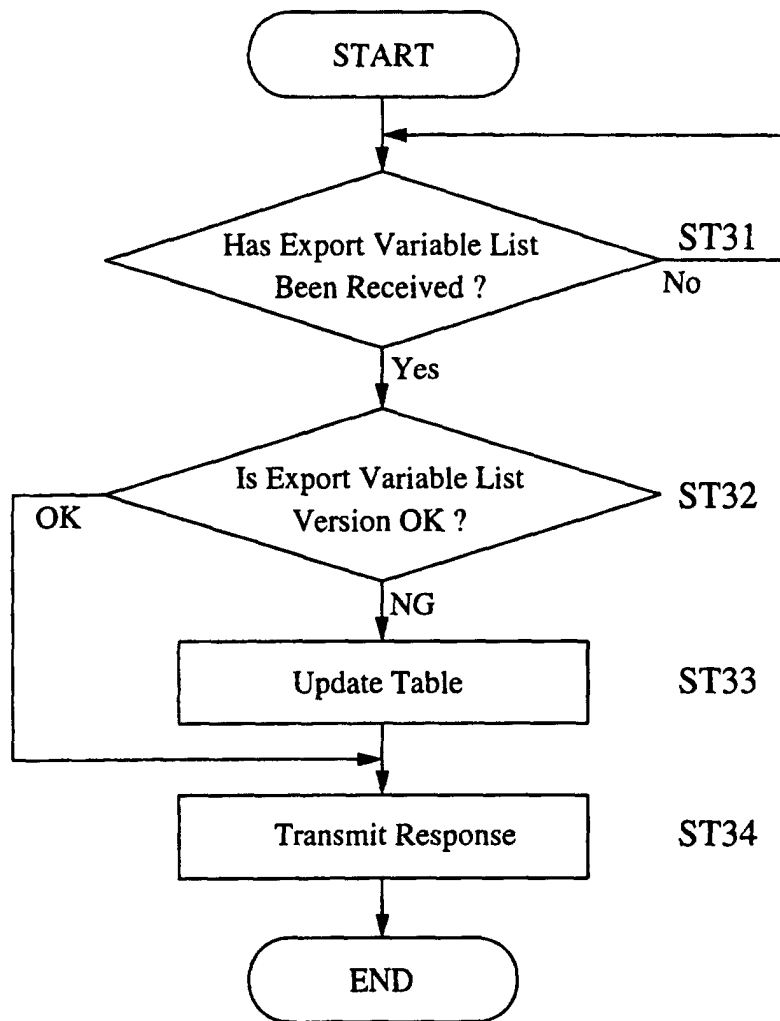 START
Has Export Variable List
Been Received ?
ST31
No
Yes
Is Export Variable List
Version OK ?
ST32
OK
NG
Update Table
ST33
Transmit Response
ST34
END